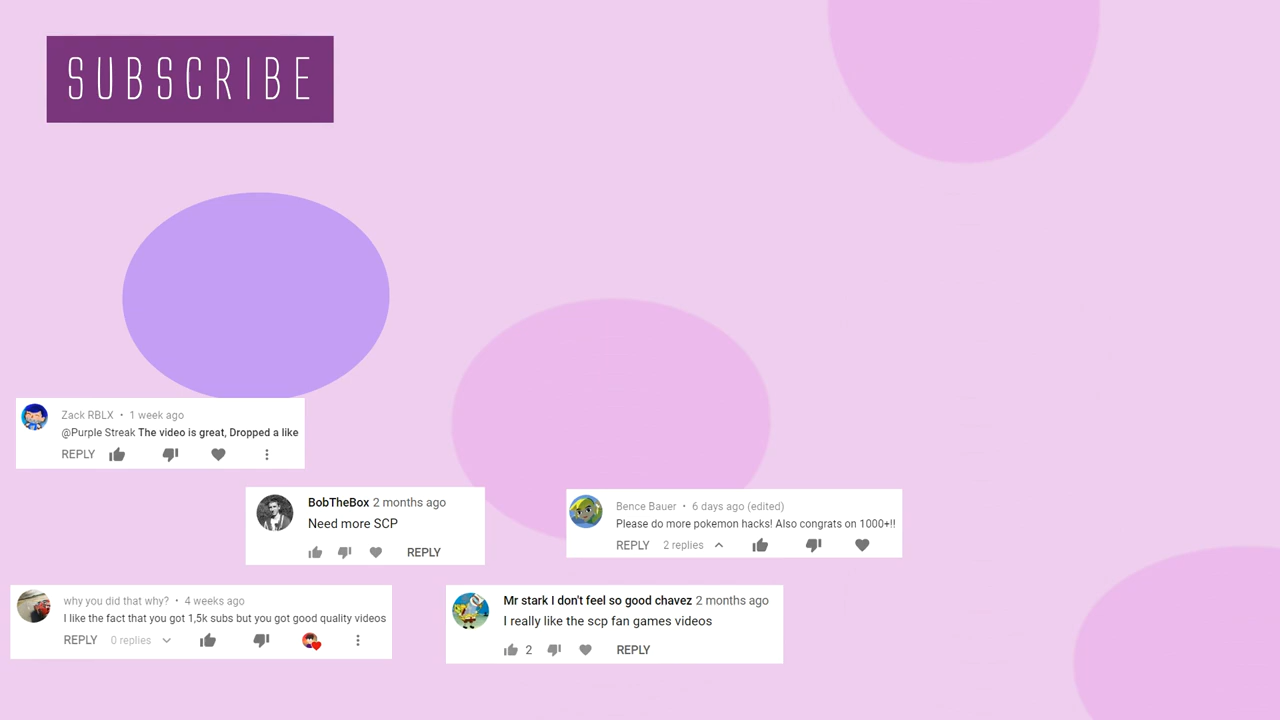 SUBSCRIBE
Zack RBLX • 1 week ago
@Purple Streak The video is great, Dropped a like
REPLY
BobTheBox 2 months ago
Need more SCP
REPLY
Bence Bauer • 6 days ago (edited)
Please do more pokemon hacks! Also congrats on 1000+!!
REPLY 2 replies
why you did that why? • 4 weeks ago
I like the fact that you got 1,5k subs but you got good quality videos
REPLY 0 replies
Mr stark I don't feel so good chavez 2 months ago
I really like the scp fan games videos
2 REPLY